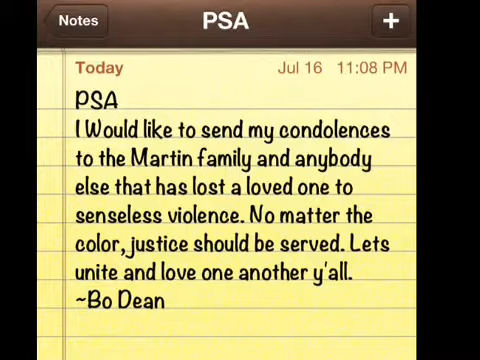 Notes
PSA
+
Today
Jul 16 11:08 PM
PSA
I Would like to send my condolences
to the Martin family and anybody
else that has lost a loved one to
senseless violence. No matter the
color, justice should be served. Lets
unite and love one another y'all.
~Bo Dean